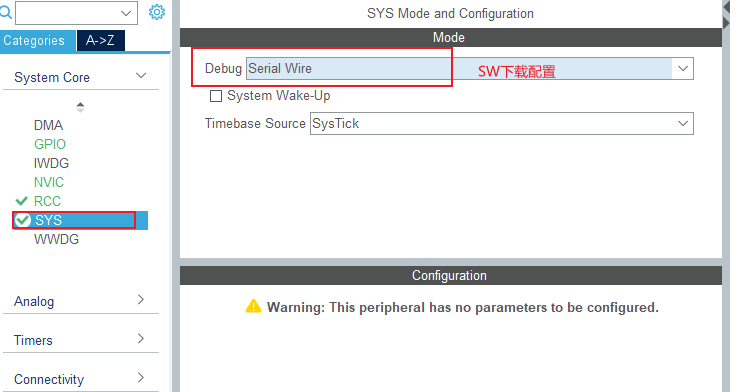 SYS Mode and Configuration
Categories
A->Z
Mode
System Core
Debug Serial Wire
SW下载配置
System Wake-Up
Timebase Source SysTick
DMA
GPIO
IWDG
NVIC
RCC
SYS
WWDG
Configuration
Warning: This peripheral has no parameters to be configured.
Analog
Timers
Connectivity